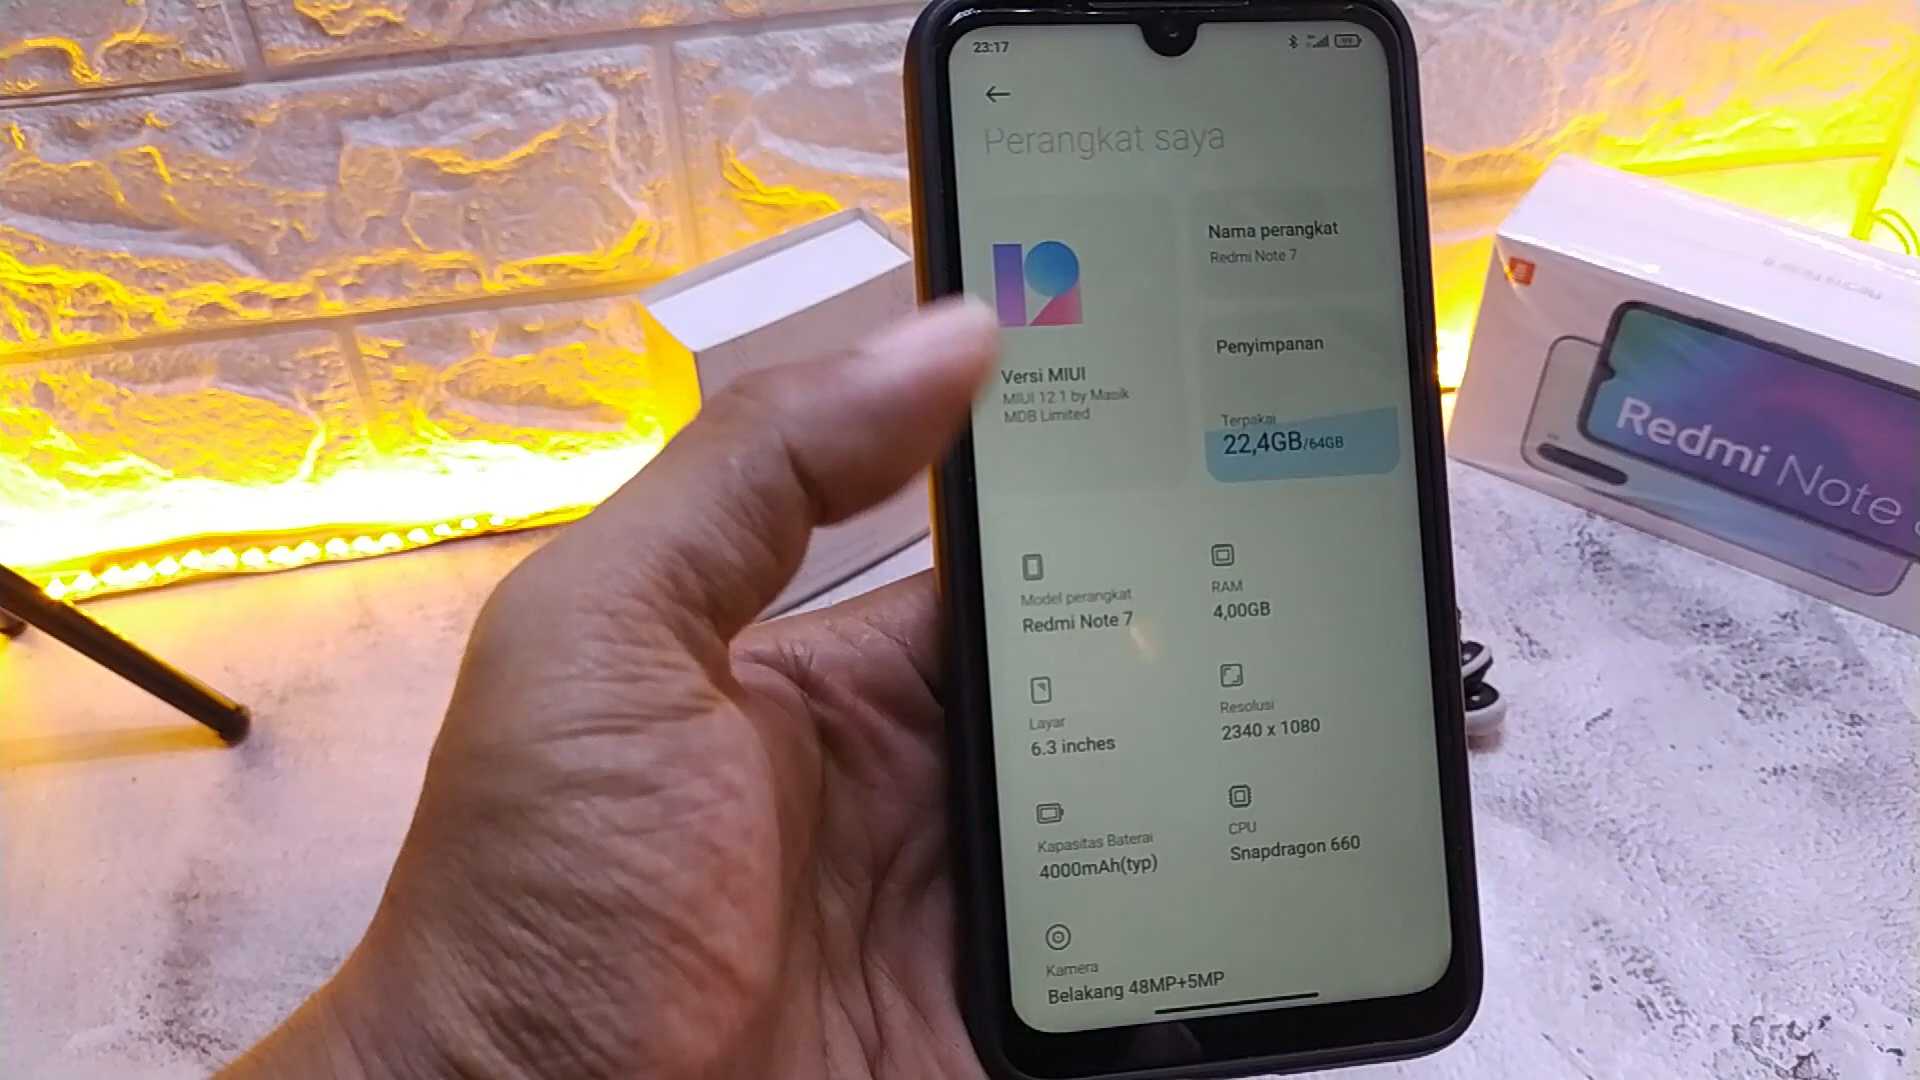 23:17
Perangkat saya
Versi MIUI
MIUI 12.1 by Masik
MDB Limited
Nama perangkat
Redmi Note 7
Penyimpanan
Terpakai
22,4GB/64GB
Model perangkat
Redmi Note 7
RAM
4,00GB
Layar
6.3 inches
Resolusi
2340 x 1080
Kapasitas Baterai
4000mAh(typ)
CPU
Snapdragon 660
Kamera
Belakang 48MP+5MP
Redmi Note